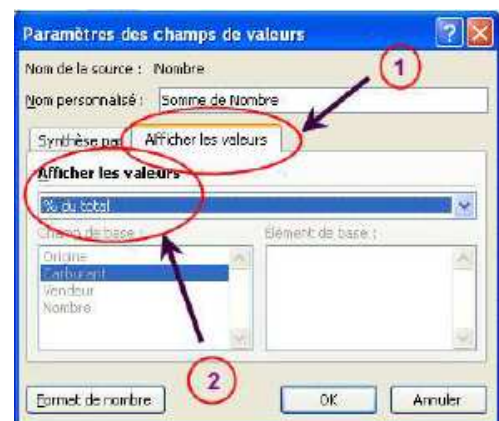 Paramètres des champs de valeurs
Nom de la source : Nombre
1
Nom personnalisé : Somme de Nombre
Synthèse par Afficher les valeurs
Afficher les valeurs
% du total
Champ de base : Élément de base :
Origine
Carburant
Vendeur
Nombre
2
Format de nombre OK Annuler